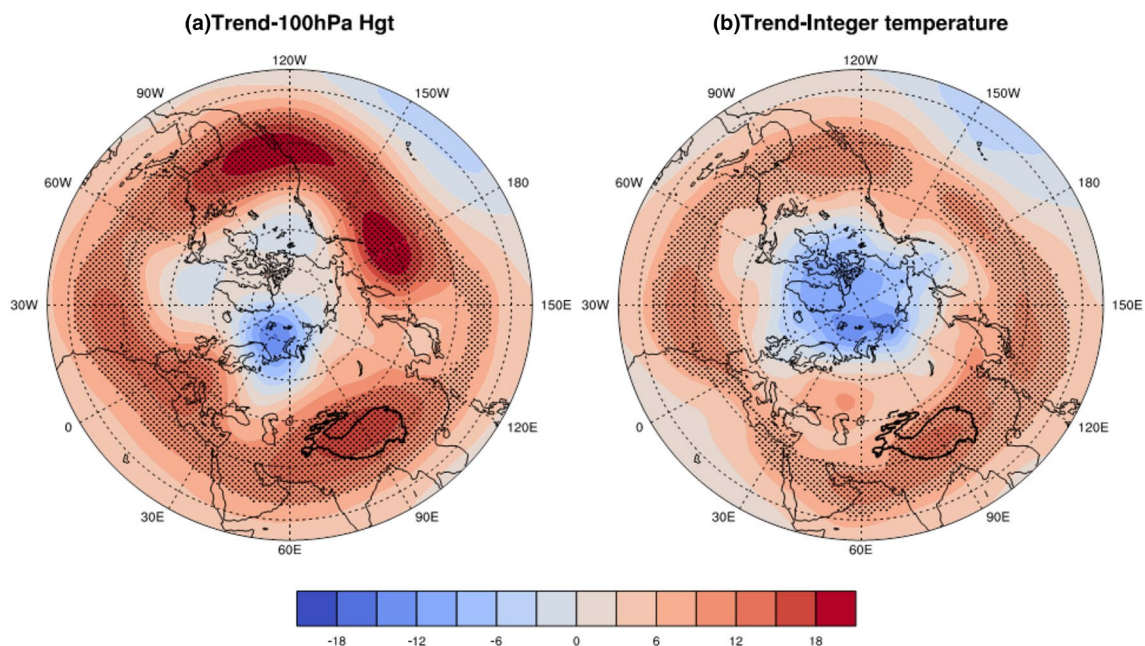 (a)Trend-100hPa Hgt
(b)Trend-Integer temperature
120W
90W
150W
60W
180
30W
150E
0
120E
30E
90E
60E
120W
90W
150W
60W
180
30W
150E
0
120E
30E
90E
60E
-18 -12 -6 0 6 12 18